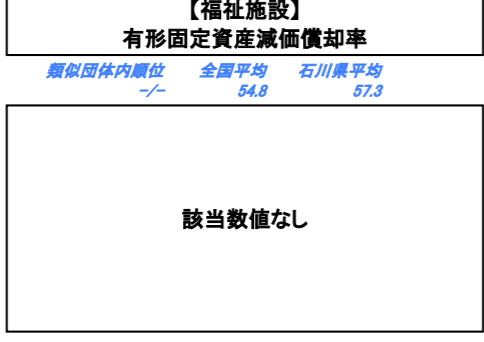 【福祉施設】
有形固定資産減価償却率
類似団体内順位 全国平均 石川県平均
-/- 54.8 57.3
該当数値なし